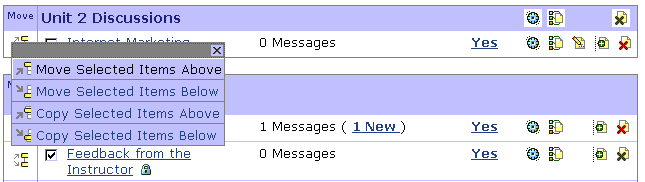 Move Unit 2 Discussions
Internet Marketing 0 Messages Yes
Move Selected Items Above
Move Selected Items Below
Copy Selected Items Above
1 Messages ( 1 New ) Yes
Copy Selected Items Below
Feedback from the 0 Messages Yes
Instructor